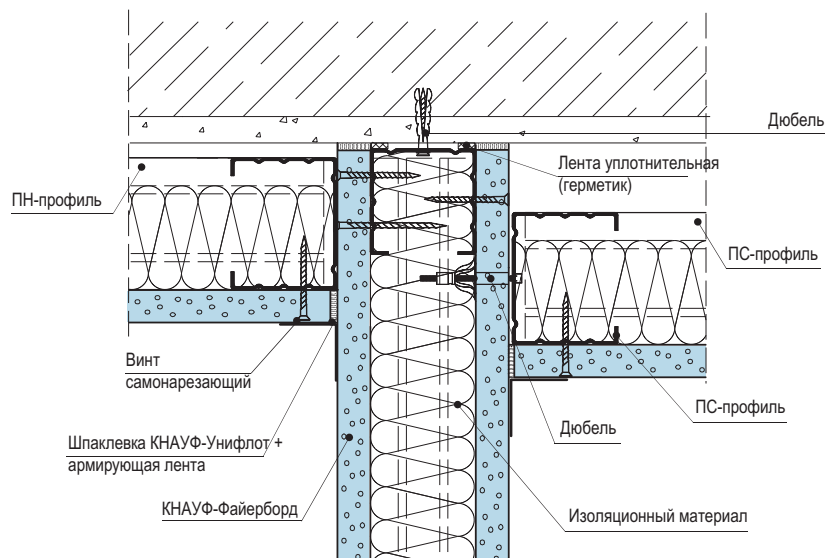 Дюбель
Лента уплотнительная
(герметик)
ПН-профиль
ПС-профиль
Винт
самонарезающий
ПС-профиль
Дюбель
Шпаклевка КНАУФ-Унифлот +
армирующая лента
КНАУФ-Файерборд
Изоляционный материал